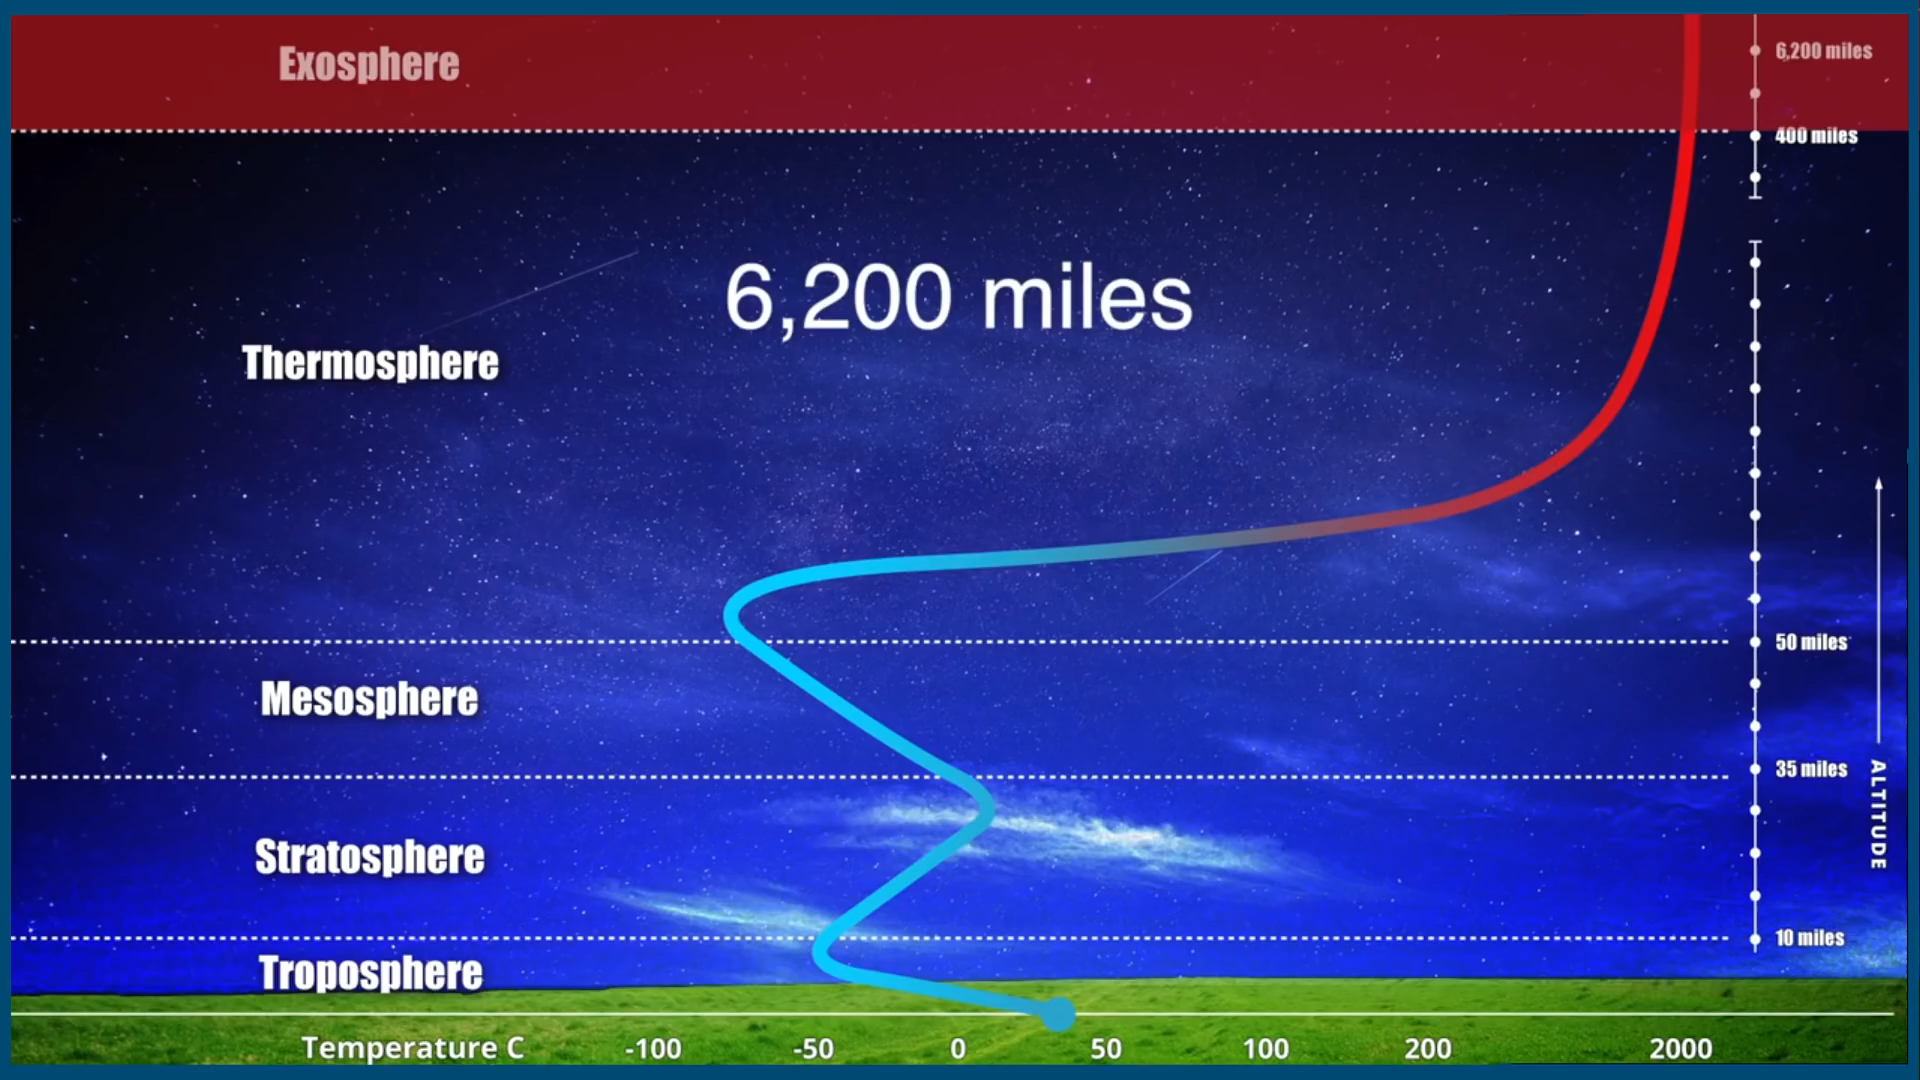 Exosphere
6,200 miles
400 miles
6,200 miles
Thermosphere
50 miles
Mesosphere
35 miles
ALTITUDE
Stratosphere
10 miles
Troposphere
Temperature C -100 -50 0 50 100 200 2000